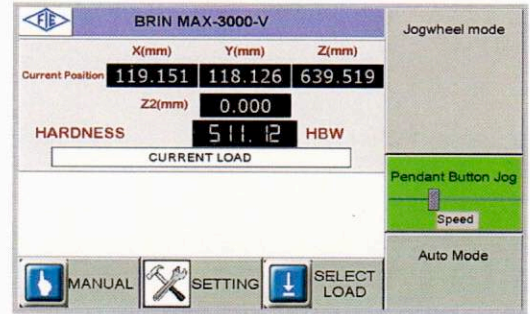 FIE
BRIN MAX-3000-V
X(mm) Y(mm) Z(mm)
Current Position 119.151 118.126 639.519
Z2(mm) 0.000
HARDNESS 511.12 HBW
CURRENT LOAD
MANUAL SETTING SELECT LOAD
Jogwheel mode
Pendant Button Jog
Speed
Auto Mode